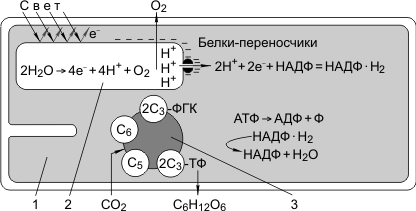 Свет
O₂
e⁻
H⁺
Белки-переносчики
2H₂O → 4e⁻ + 4H⁺ + O₂
H⁺
2H⁺ + 2e⁻ + НАДФ = НАДФ · H₂
H⁺
2C₃-ФГК
АТФ → АДФ + Ф
C₆
НАДФ · H₂
НАДФ + H₂O
C₅
2C₃-ТФ
1
2
CO₂
C₆H₁₂O₆
3